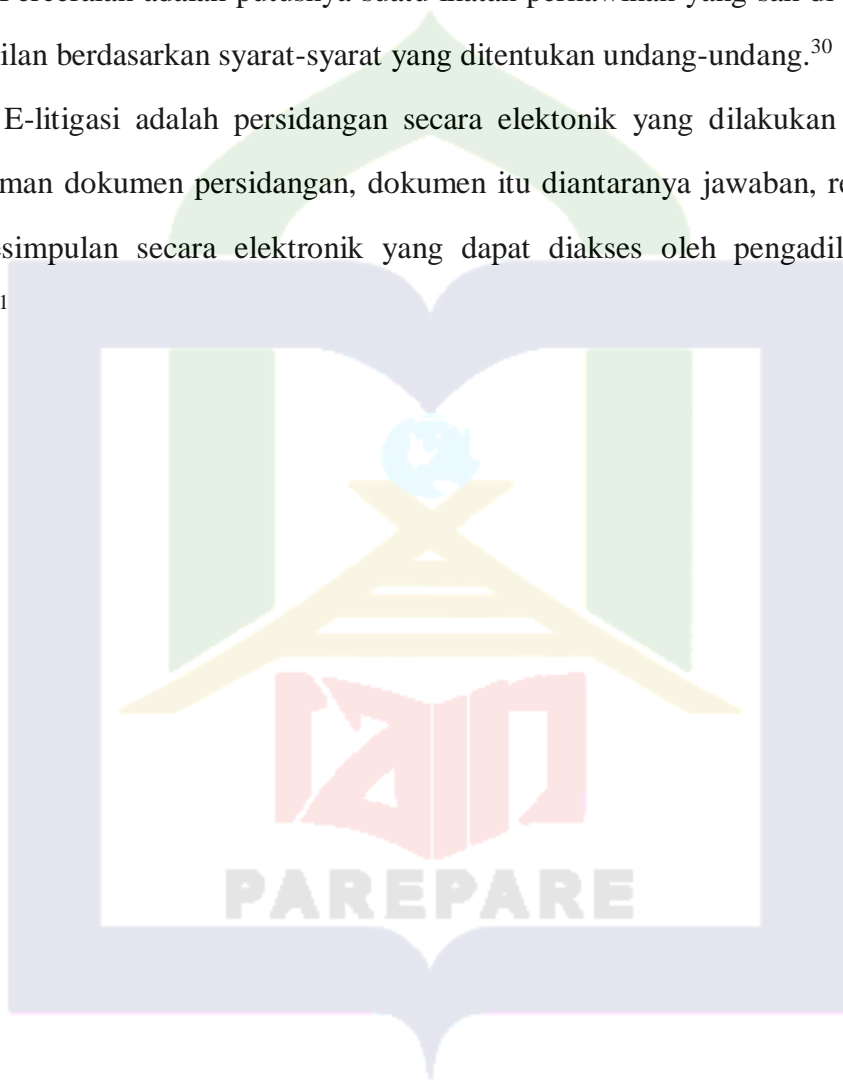 Perceraian adalah putusnya suatu ikatan perkawinan yang sah di
ilan berdasarkan syarat-syarat yang ditentukan undang-undang.30
E-litigasi adalah persidangan secara elektonik yang dilakukan
man dokumen persidangan, dokumen itu diantaranya jawaban, re
esimpulan secara elektronik yang dapat diakses oleh pengadil
1
iain
PAREPARE